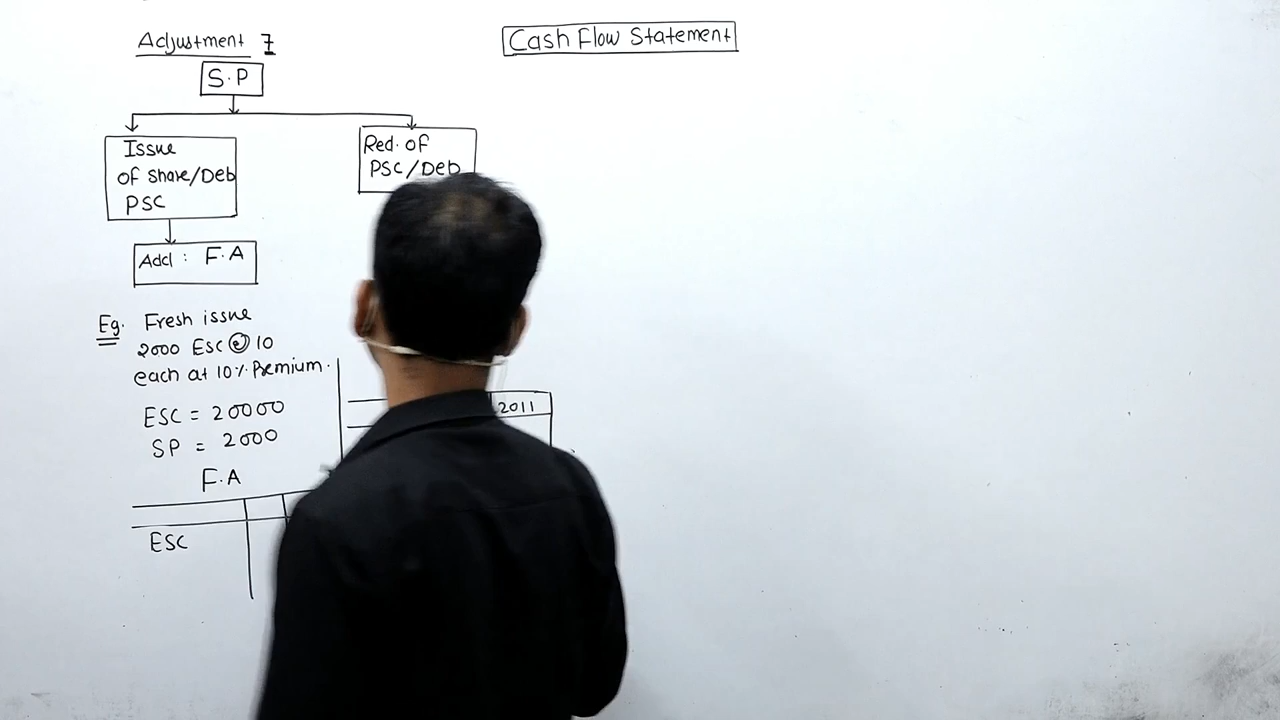 Adjustment 7
Cash Flow Statement
S.P
Issue
of share/Deb
PSC
Red. of
PSC/Deb
Add : F.A
Eg. Fresh issue
2000 ESC @ 10
each at 10% Premium.
ESC = 20000
SP = 2000
2011
F.A
ESC